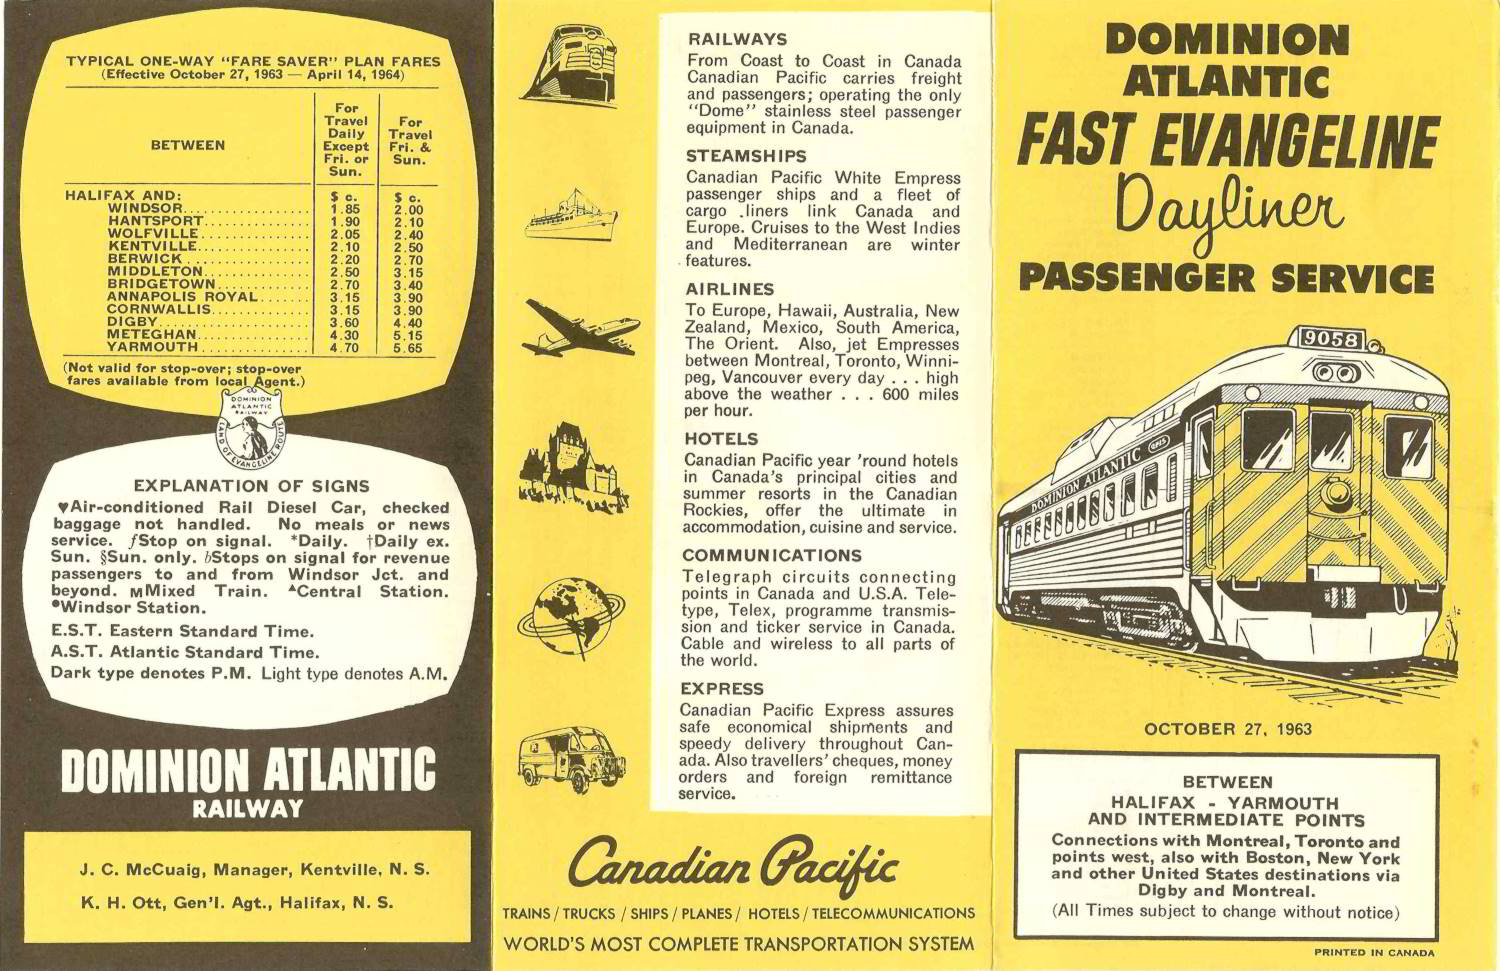 TYPICAL ONE-WAY "FARE SAVER" PLAN FARES
(Effective October 27, 1963 — April 14, 1964)
BETWEEN
For Travel Daily Except Fri. or Sun.
For Travel Fri. & Sun.
HALIFAX AND: $ c. $ c.
WINDSOR 1.85 2.00
HANTSPORT 1.90 2.10
WOLFVILLE 2.05 2.40
KENTVILLE 2.10 2.50
BERWICK 2.20 2.70
MIDDLETON 2.50 3.15
BRIDGETOWN 2.70 3.40
ANNAPOLIS ROYAL 3.15 3.90
CORNWALLIS 3.15 3.90
DIGBY 3.60 4.40
METEGHAN 4.30 5.15
YARMOUTH 4.70 5.65
(Not valid for stop-over; stop-over
fares available from local Agent.)
DOMINION
ATLANTIC
RAILWAY
LAND OF EVANGELINE ROUTE
EXPLANATION OF SIGNS
♥Air-conditioned Rail Diesel Car, checked
baggage not handled. No meals or news
service. fStop on signal. *Daily. †Daily ex.
Sun. §Sun. only. bStops on signal for revenue
passengers to and from Windsor Jct. and
beyond. MMixed Train. ▲Central Station.
●Windsor Station.
E.S.T. Eastern Standard Time.
A.S.T. Atlantic Standard Time.
Dark type denotes P.M. Light type denotes A.M.
DOMINION ATLANTIC
RAILWAY
J. C. McCuaig, Manager, Kentville, N. S.
K. H. Ott, Gen'l. Agt., Halifax, N. S.
RAILWAYS
From Coast to Coast in Canada
Canadian Pacific carries freight
and passengers; operating the only
"Dome" stainless steel passenger
equipment in Canada.
STEAMSHIPS
Canadian Pacific White Empress
passenger ships and a fleet of
cargo liners link Canada and
Europe. Cruises to the West Indies
and Mediterranean are winter
features.
AIRLINES
To Europe, Hawaii, Australia, New
Zealand, Mexico, South America,
The Orient. Also, jet Empresses
between Montreal, Toronto, Winni-
peg, Vancouver every day . . . high
above the weather . . . 600 miles
per hour.
HOTELS
Canadian Pacific year 'round hotels
in Canada's principal cities and
summer resorts in the Canadian
Rockies, offer the ultimate in
accommodation, cuisine and service.
COMMUNICATIONS
Telegraph circuits connecting
points in Canada and U.S.A. Tele-
type, Telex, programme transmis-
sion and ticker service in Canada.
Cable and wireless to all parts of
the world.
EXPRESS
Canadian Pacific Express assures
safe economical shipments and
speedy delivery throughout Can-
ada. Also travellers' cheques, money
orders and foreign remittance
service.
Canadian Pacific
TRAINS / TRUCKS / SHIPS / PLANES / HOTELS / TELECOMMUNICATIONS
WORLD'S MOST COMPLETE TRANSPORTATION SYSTEM
DOMINION
ATLANTIC
FAST EVANGELINE
Dayliner
PASSENGER SERVICE
9058
DOMINION ATLANTIC
OCTOBER 27, 1963
BETWEEN
HALIFAX - YARMOUTH
AND INTERMEDIATE POINTS
Connections with Montreal, Toronto and
points west, also with Boston, New York
and other United States destinations via
Digby and Montreal.
(All Times subject to change without notice)
PRINTED IN CANADA